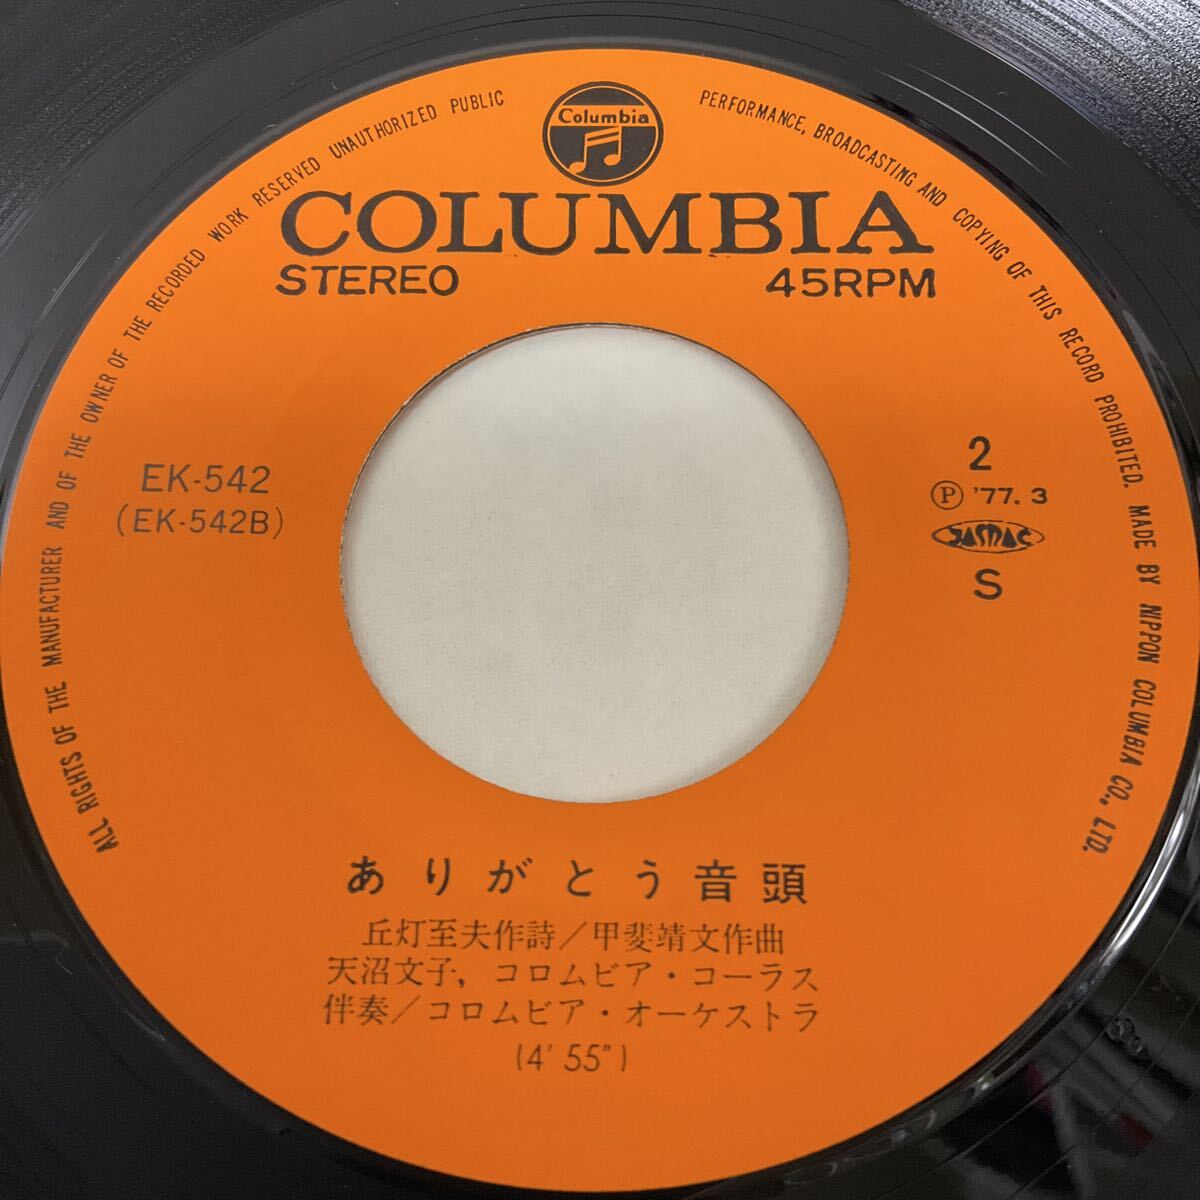 ALL RIGHTS OF THE MANUFACTURER AND OF THE OWNER OF THE RECORDED WORK RESERVED UNAUTHORIZED PUBLIC PERFORMANCE, BROADCASTING AND COPYING OF THIS RECORD PROHIBITED. MADE BY NIPPON COLUMBIA CO., LTD.
Columbia
COLUMBIA
STEREO 45RPM
EK-542
(EK-542B)
2
Ⓟ '77. 3
JASRAC
S
ありがとう音頭
丘灯至夫作詩／甲斐靖文作曲
天沼文子, コロムビア・コーラス
伴奏／コロムビア・オーケストラ
(4' 55")